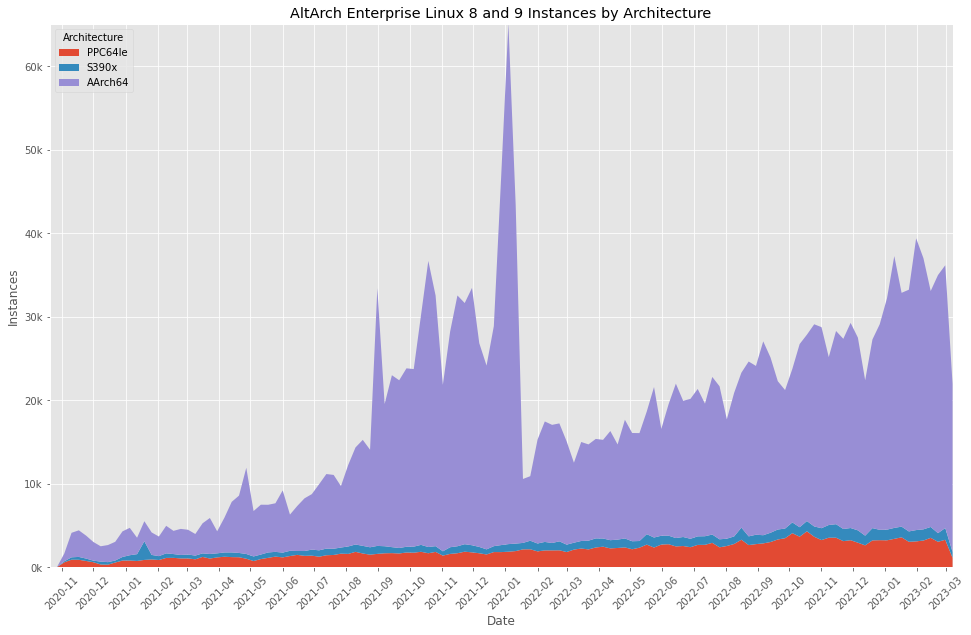 AltArch Enterprise Linux 8 and 9 Instances by Architecture
Architecture
PPC64le
S390x
AArch64
60k
50k
40k
30k
20k
10k
0k
Instances
2020-11
2020-12
2021-01
2021-02
2021-03
2021-04
2021-05
2021-06
2021-07
2021-08
2021-09
2021-10
2021-11
2021-12
2022-01
2022-02
2022-03
2022-04
2022-05
2022-06
2022-07
2022-08
2022-09
2022-10
2022-11
2022-12
2023-01
2023-02
2023-03
Date